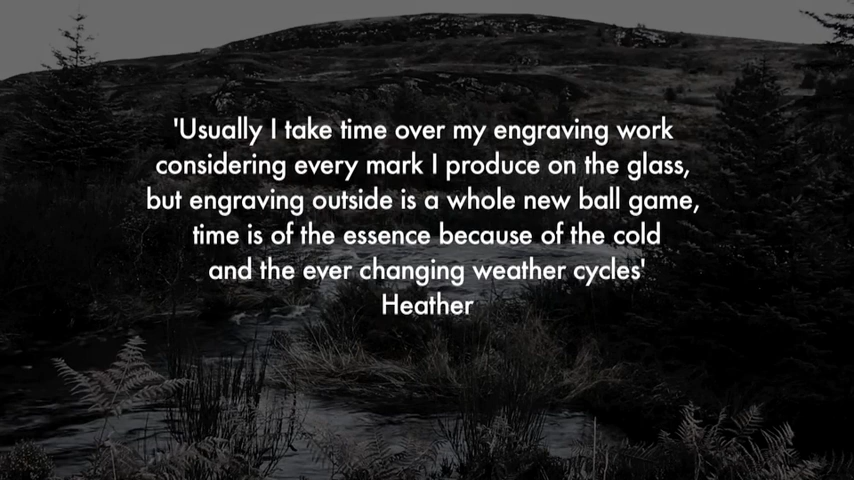 'Usually I take time over my engraving work
considering every mark I produce on the glass,
but engraving outside is a whole new ball game,
time is of the essence because of the cold
and the ever changing weather cycles'
Heather